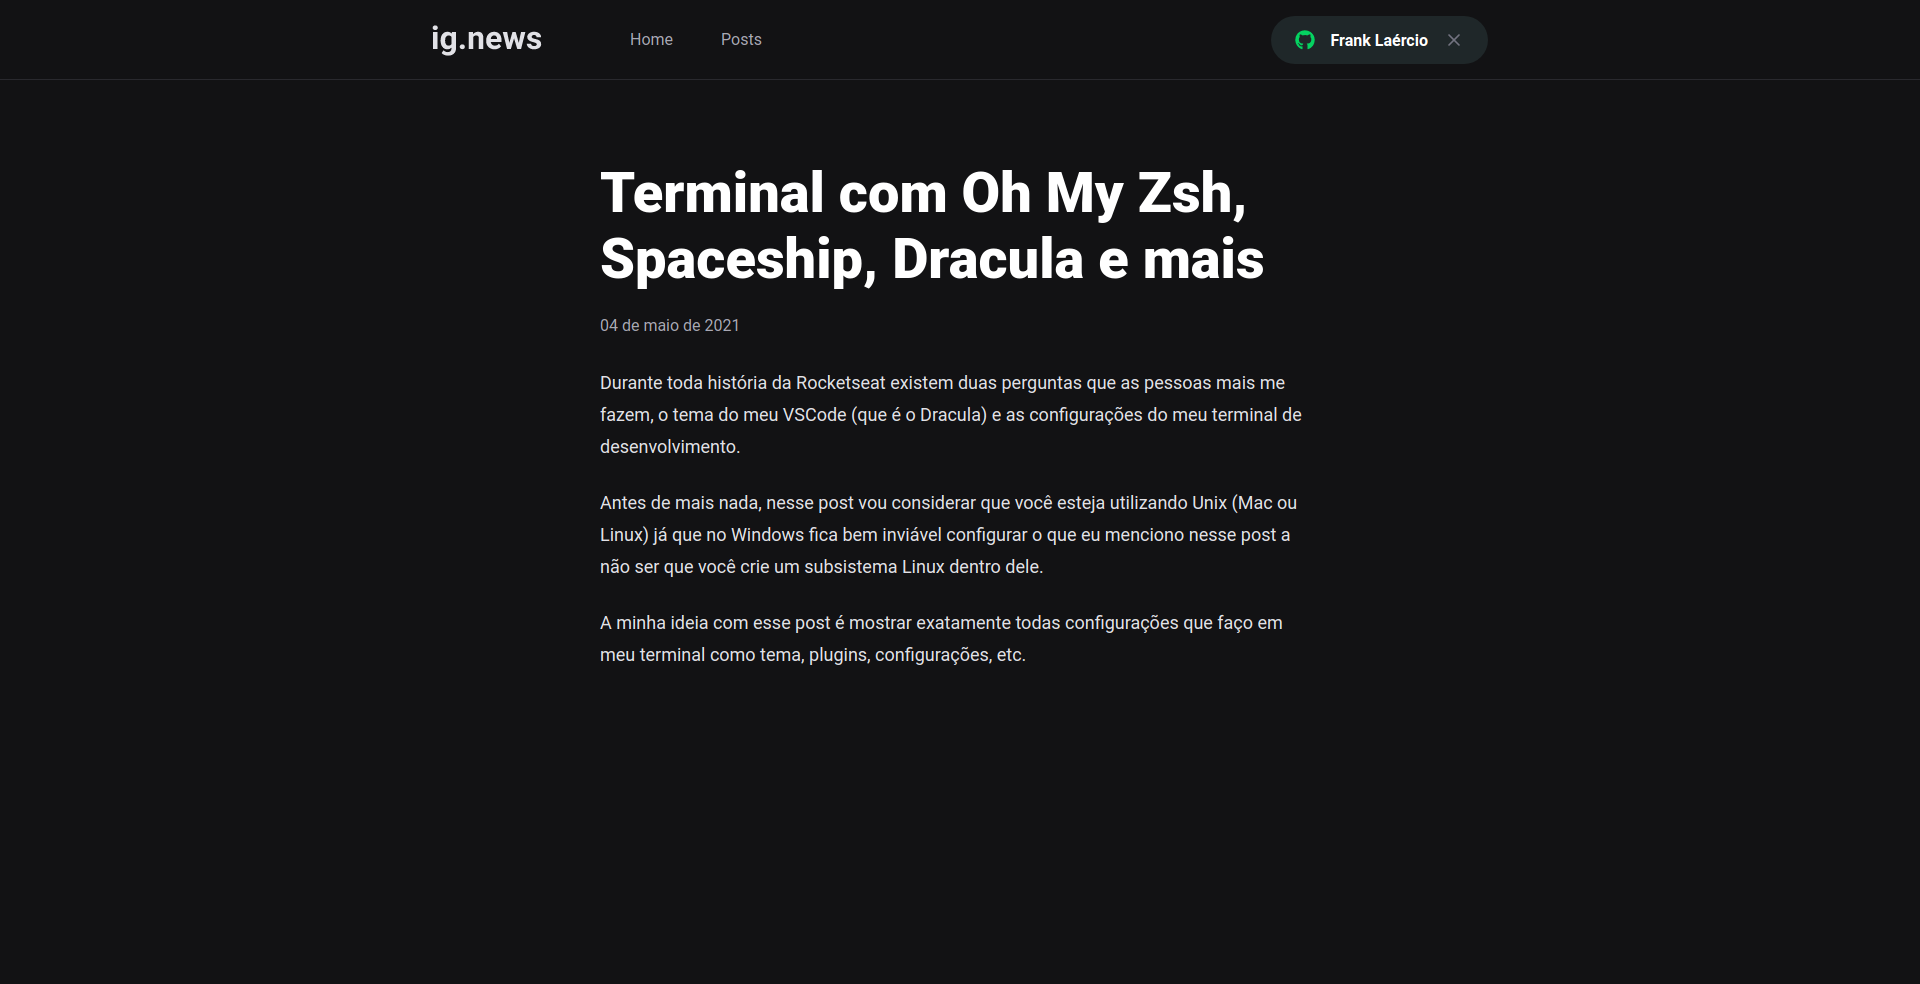 ig.news
Home
Posts
Frank Laércio
Terminal com Oh My Zsh,
Spaceship, Dracula e mais
04 de maio de 2021
Durante toda história da Rocketseat existem duas perguntas que as pessoas mais me
fazem, o tema do meu VSCode (que é o Dracula) e as configurações do meu terminal de
desenvolvimento.
Antes de mais nada, nesse post vou considerar que você esteja utilizando Unix (Mac ou
Linux) já que no Windows fica bem inviável configurar o que eu menciono nesse post a
não ser que você crie um subsistema Linux dentro dele.
A minha ideia com esse post é mostrar exatamente todas configurações que faço em
meu terminal como tema, plugins, configurações, etc.